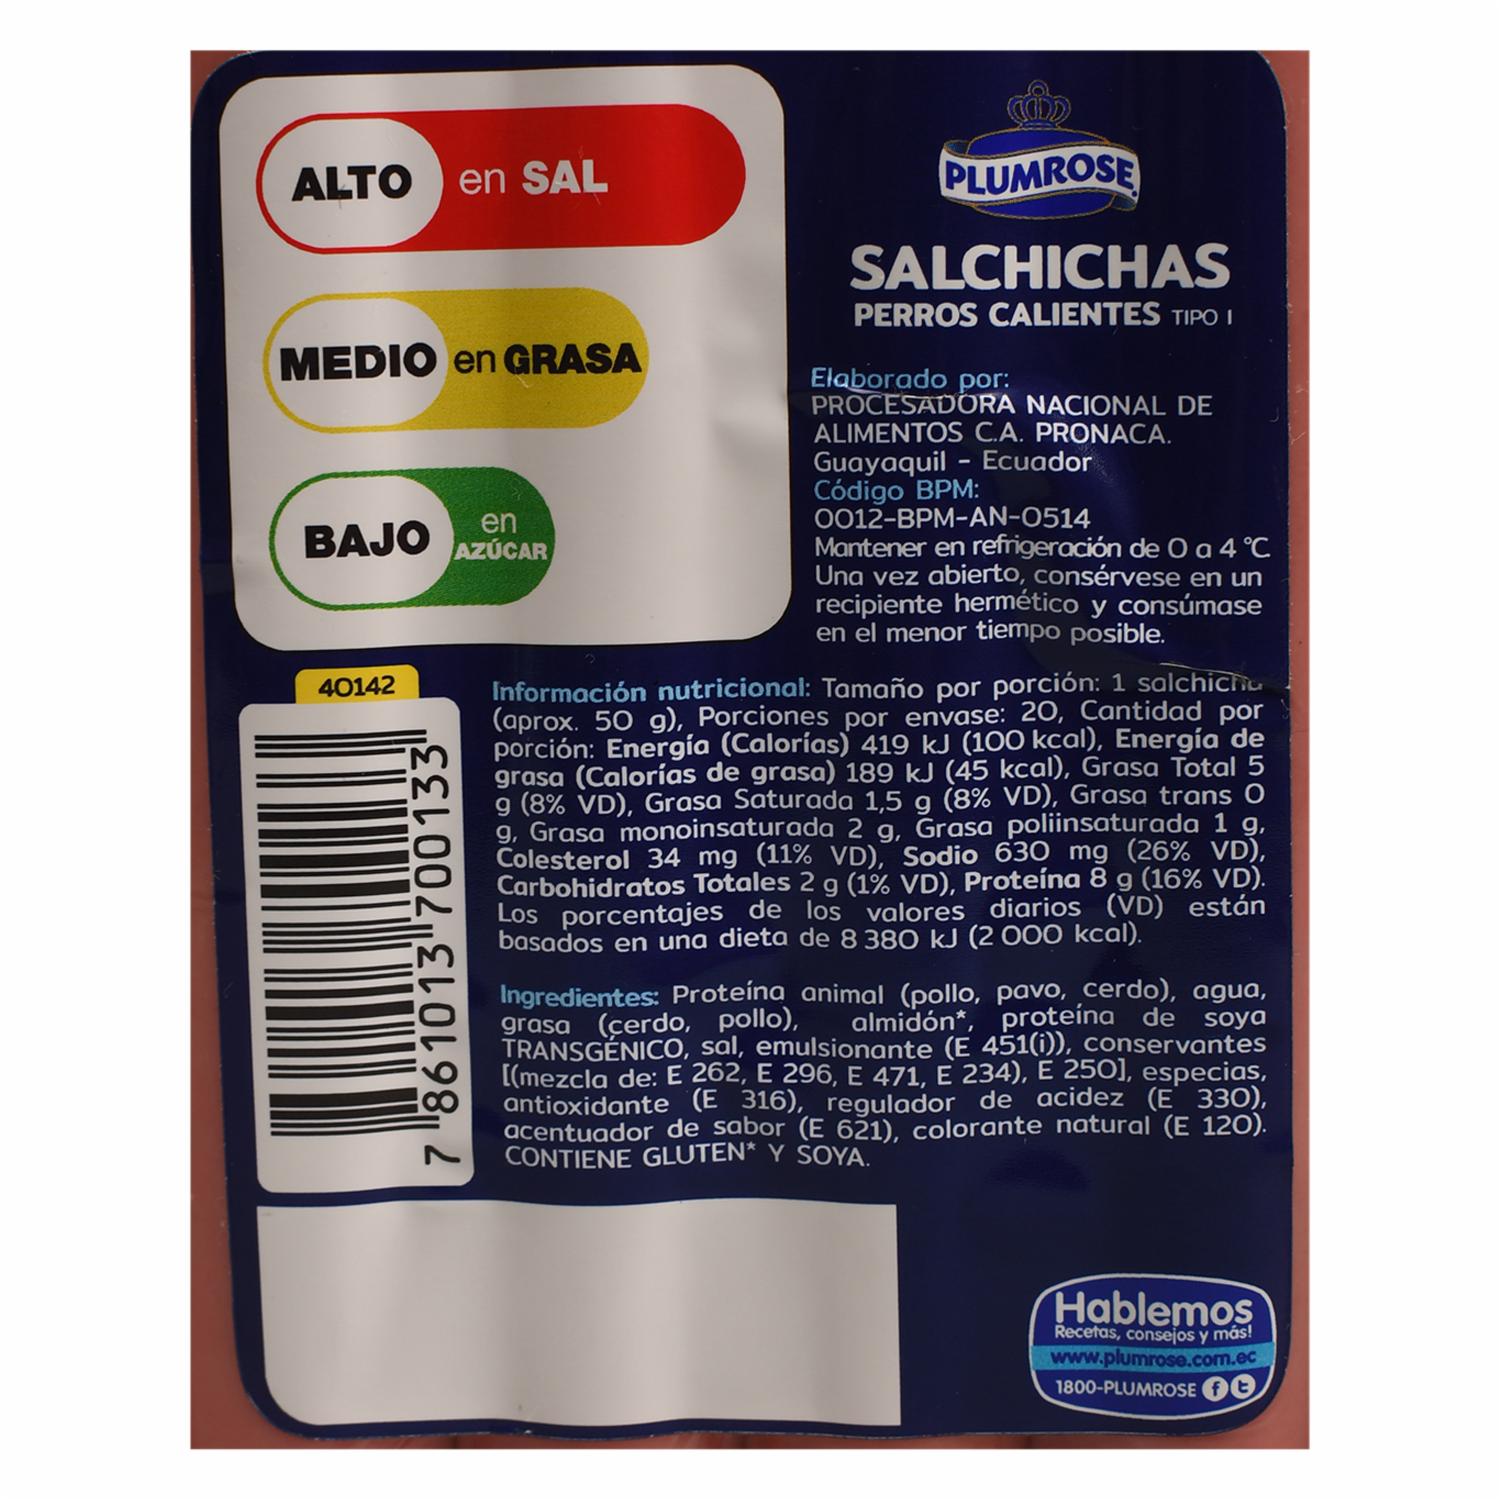 ALTO en SAL
MEDIO en GRASA
BAJO en AZÚCAR
PLUMROSE
SALCHICHAS
PERROS CALIENTES TIPO I
Elaborado por:
PROCESADORA NACIONAL DE
ALIMENTOS C.A. PRONACA.
Guayaquil - Ecuador
Código BPM:
0012-BPM-AN-0514
Mantener en refrigeración de 0 a 4 °C
Una vez abierto, consérvese en un
recipiente hermético y consúmase
en el menor tiempo posible.
40142
7 861013 700133
Información nutricional: Tamaño por porción: 1 salchicha
(aprox. 50 g), Porciones por envase: 20, Cantidad por
porción: Energía (Calorías) 419 kJ (100 kcal), Energía de
grasa (Calorías de grasa) 189 kJ (45 kcal), Grasa Total 5
g (8% VD), Grasa Saturada 1,5 g (8% VD), Grasa trans 0
g, Grasa monoinsaturada 2 g, Grasa poliinsaturada 1 g,
Colesterol 34 mg (11% VD), Sodio 630 mg (26% VD),
Carbohidratos Totales 2 g (1% VD), Proteína 8 g (16% VD).
Los porcentajes de los valores diarios (VD) están
basados en una dieta de 8 380 kJ (2 000 kcal).
Ingredientes: Proteína animal (pollo, pavo, cerdo), agua,
grasa (cerdo, pollo), almidón*, proteína de soya
TRANSGÉNICO, sal, emulsionante (E 451(i)), conservantes
[(mezcla de: E 262, E 296, E 471, E 234), E 250], especias,
antioxidante (E 316), regulador de acidez (E 330),
acentuador de sabor (E 621), colorante natural (E 120).
CONTIENE GLUTEN* Y SOYA.
Hablemos
Recetas, consejos y más!
www.plumrose.com.ec
1800-PLUMROSE